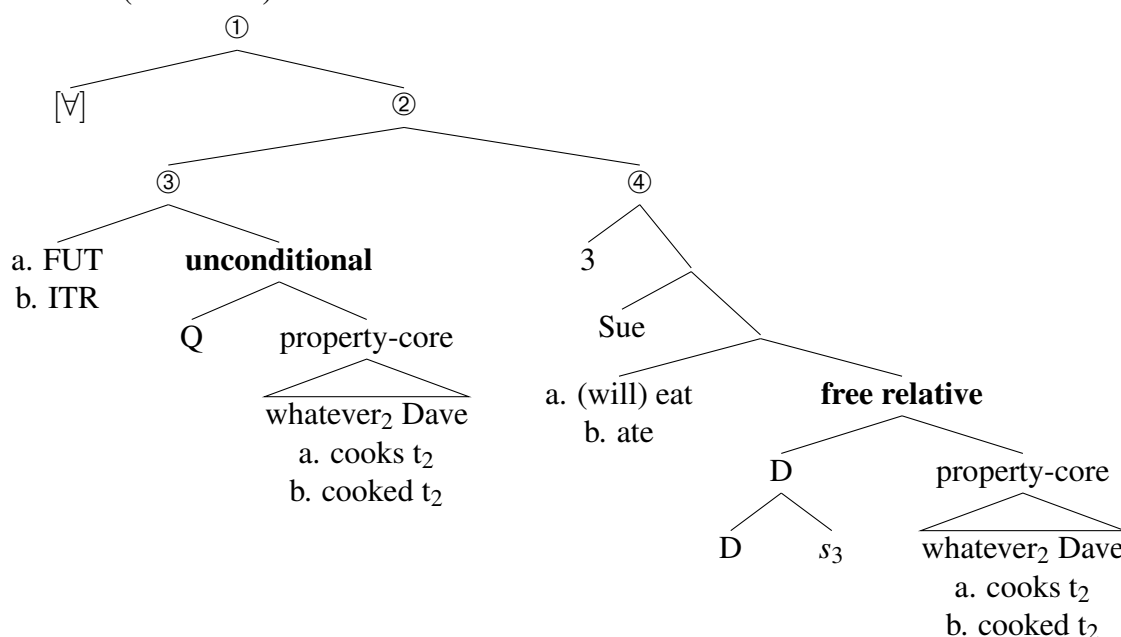 ①
[∀]
②
③
④
a. FUT
b. ITR
unconditional
3
Q
property-core
Sue
whatever₂ Dave
a. cooks t₂
b. cooked t₂
a. (will) eat
b. ate
free relative
D
property-core
D
s₃
whatever₂ Dave
a. cooks t₂
b. cooked t₂